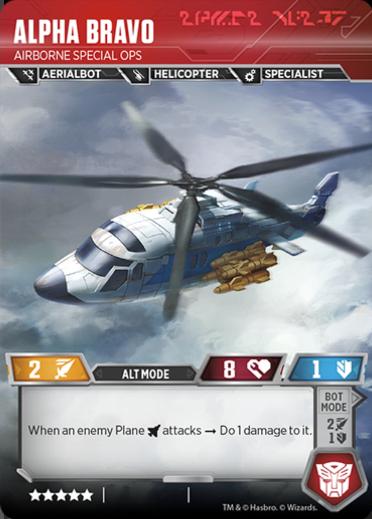 ALPHA BRAVO
AIRBORNE SPECIAL OPS
AERIALBOT HELICOPTER SPECIALIST
2 ALT MODE 8 1
BOT
MODE
2
1
When an enemy Plane attacks → Do 1 damage to it.
TM & © Hasbro. © Wizards.